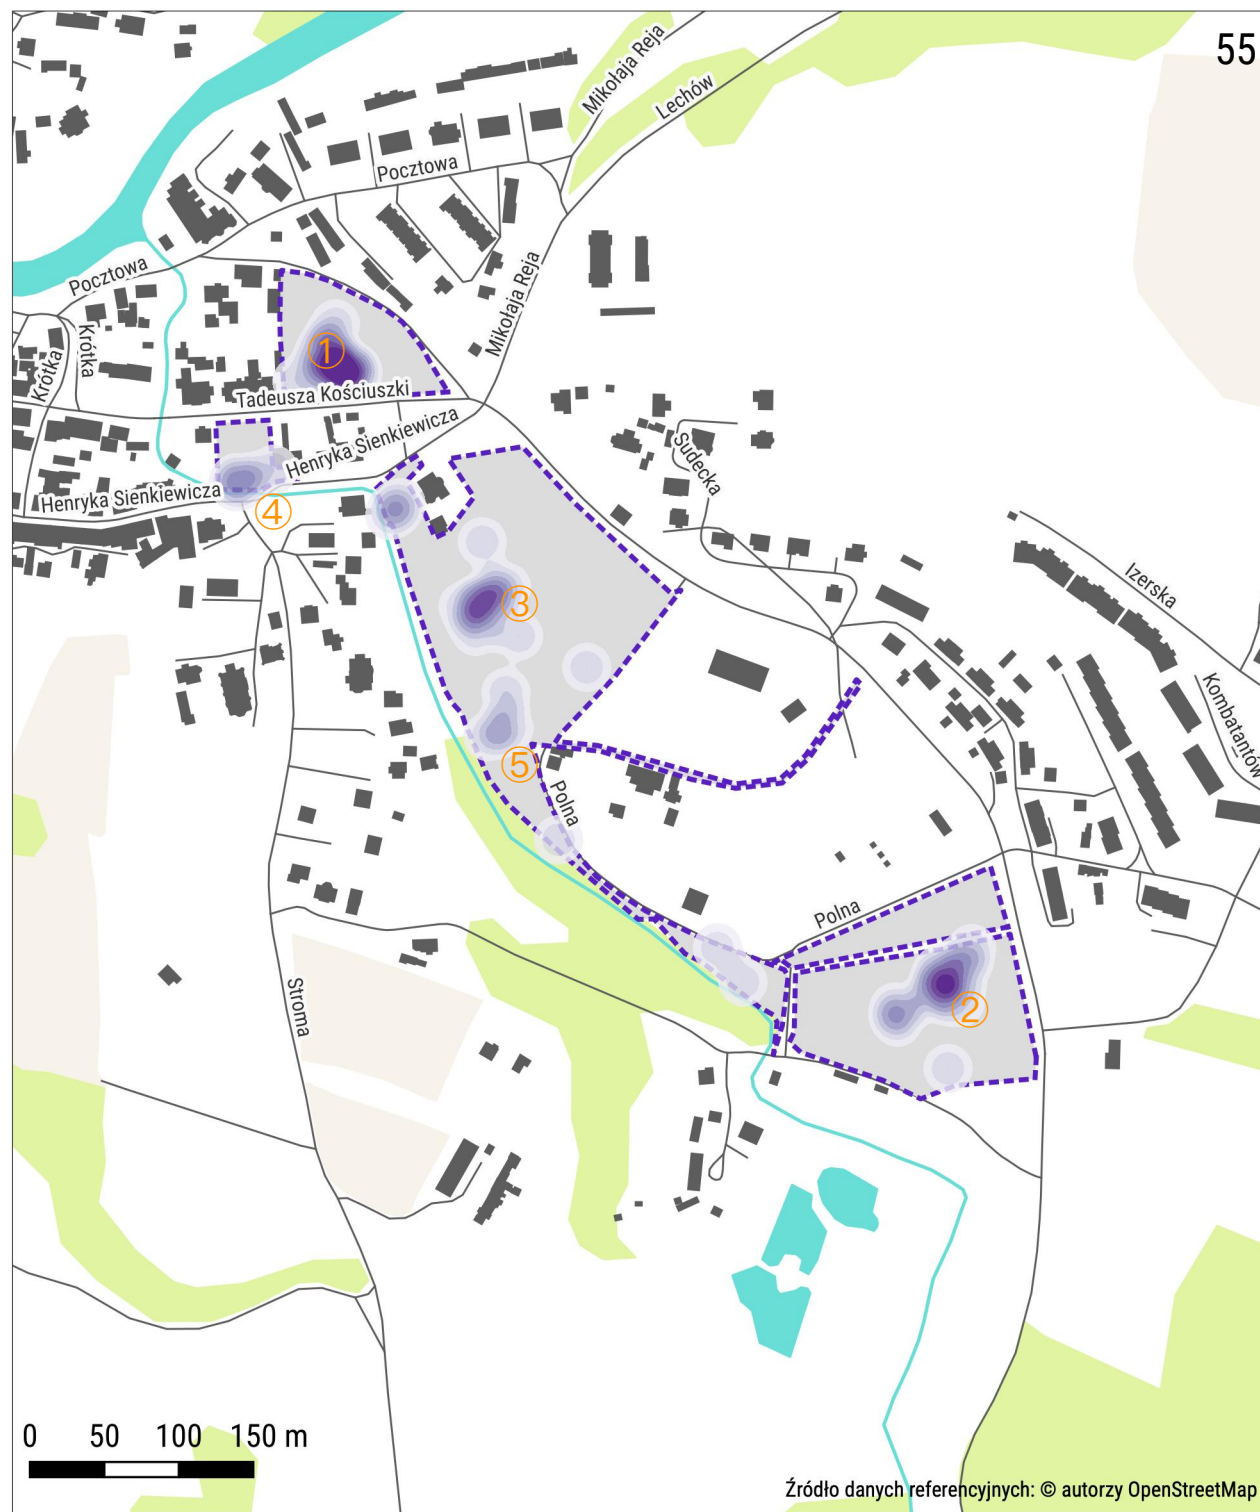 55
Mikołaja Reja
Lechów
Pocztowa
Pocztowa
Mikołaja Reja
Krótka
Krótka
①
Tadeusza Kościuszki
Henryka Sienkiewicza
Sudecka
Henryka Sienkiewicza
④
Izerska
③
Kombatantów
⑤
Polna
Polna
Stroma
②
0 50 100 150 m
Źródło danych referencyjnych: © autorzy OpenStreetMap